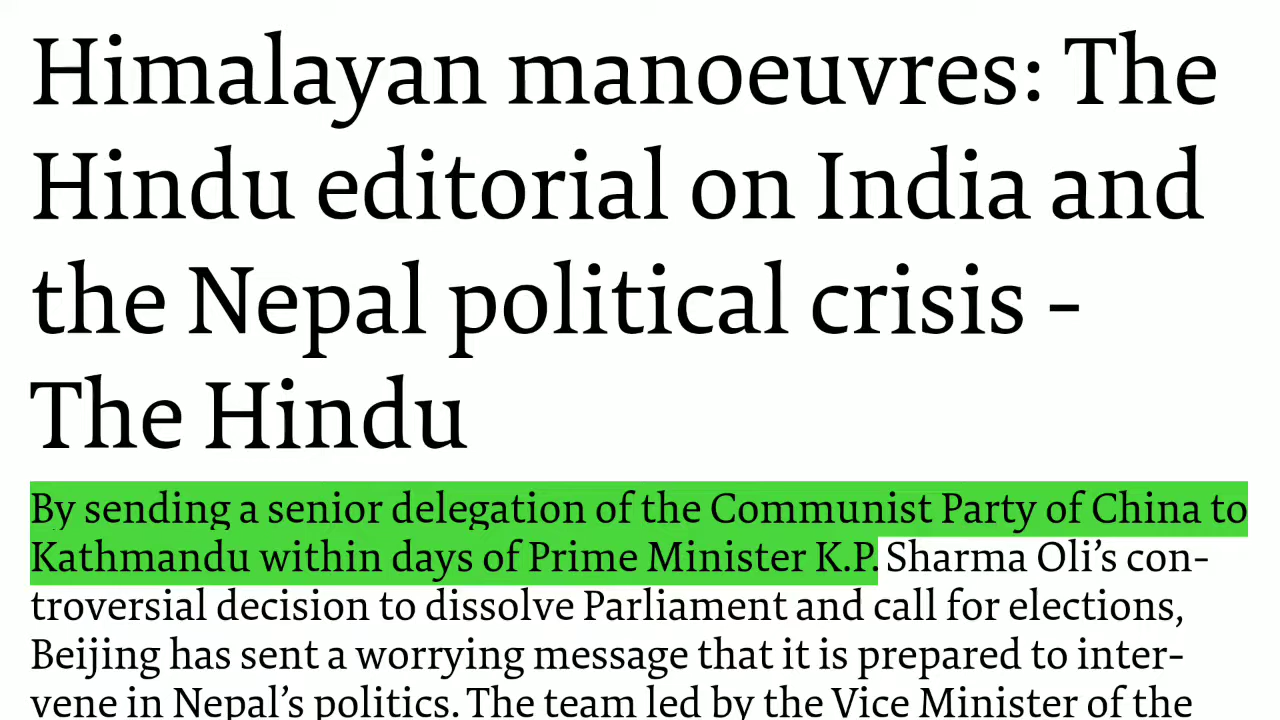 Himalayan manoeuvres: The
Hindu editorial on India and
the Nepal political crisis -
The Hindu
By sending a senior delegation of the Communist Party of China to
Kathmandu within days of Prime Minister K.P. Sharma Oli’s con-
troversial decision to dissolve Parliament and call for elections,
Beijing has sent a worrying message that it is prepared to inter-
vene in Nepal’s politics. The team led by the Vice Minister of the